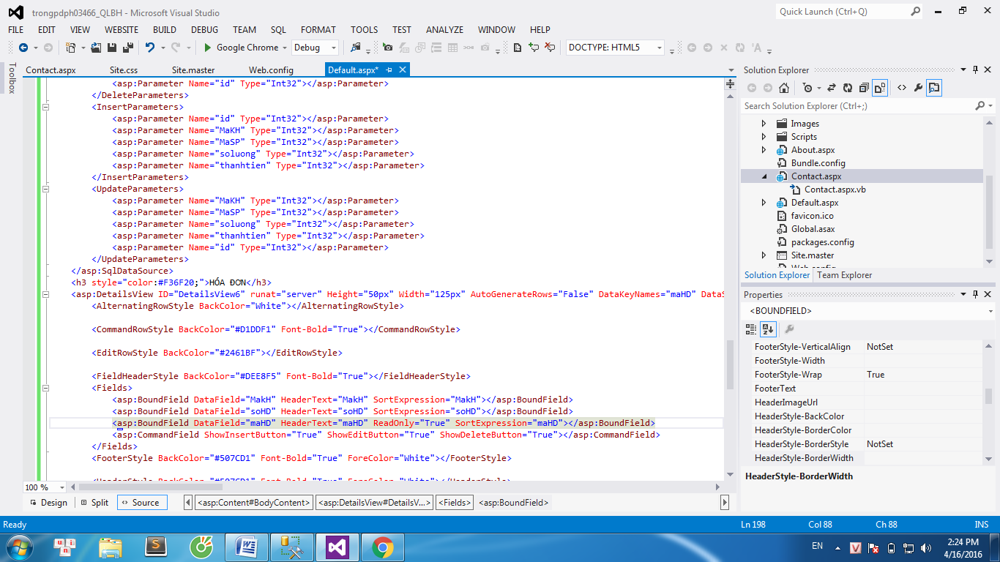 trongpdph03466_QLBH - Microsoft Visual Studio
Quick Launch (Ctrl+Q)
FILE EDIT VIEW WEBSITE BUILD DEBUG TEAM SQL FORMAT TOOLS TEST ANALYZE WINDOW HELP
Google Chrome Debug DOCTYPE: HTML5
Toolbox
Contact.aspx Site.css Site.master Web.config Default.aspx*
<asp:Parameter Name="id" Type="Int32"></asp:Parameter>
</DeleteParameters>
<InsertParameters>
<asp:Parameter Name="id" Type="Int32"></asp:Parameter>
<asp:Parameter Name="MaKH" Type="Int32"></asp:Parameter>
<asp:Parameter Name="MaSP" Type="Int32"></asp:Parameter>
<asp:Parameter Name="soluong" Type="Int32"></asp:Parameter>
<asp:Parameter Name="thanhtien" Type="Int32"></asp:Parameter>
</InsertParameters>
<UpdateParameters>
<asp:Parameter Name="MaKH" Type="Int32"></asp:Parameter>
<asp:Parameter Name="MaSP" Type="Int32"></asp:Parameter>
<asp:Parameter Name="soluong" Type="Int32"></asp:Parameter>
<asp:Parameter Name="thanhtien" Type="Int32"></asp:Parameter>
<asp:Parameter Name="id" Type="Int32"></asp:Parameter>
</UpdateParameters>
</asp:SqlDataSource>
<h3 style="color:#F36F20;">HÓA ĐƠN</h3>
<asp:DetailsView ID="DetailsView6" runat="server" Height="50px" Width="125px" AutoGenerateRows="False" DataKeyNames="maHD" DataS
<AlternatingRowStyle BackColor="White"></AlternatingRowStyle>
<CommandRowStyle BackColor="#D1DDF1" Font-Bold="True"></CommandRowStyle>
<EditRowStyle BackColor="#2461BF"></EditRowStyle>
<FieldHeaderStyle BackColor="#DEE8F5" Font-Bold="True"></FieldHeaderStyle>
<Fields>
<asp:BoundField DataField="MakH" HeaderText="MakH" SortExpression="MakH"></asp:BoundField>
<asp:BoundField DataField="soHD" HeaderText="soHD" SortExpression="soHD"></asp:BoundField>
<asp:BoundField DataField="maHD" HeaderText="maHD" ReadOnly="True" SortExpression="maHD"></asp:BoundField>
<asp:CommandField ShowInsertButton="True" ShowEditButton="True" ShowDeleteButton="True"></asp:CommandField>
</Fields>
<FooterStyle BackColor="#507CD1" Font-Bold="True" ForeColor="White"></FooterStyle>
<HeaderStyle BackColor="#507CD1" Font-Bold="True" ForeColor="White"></HeaderStyle>
100 %
Design Split Source <asp:Content#BodyContent> <asp:DetailsView#DetailsV...> <Fields> <asp:BoundField>
Solution Explorer
Search Solution Explorer (Ctrl+;)
Images
Scripts
About.aspx
Bundle.config
Contact.aspx
Contact.aspx.vb
Default.aspx
favicon.ico
Global.asax
packages.config
Site.master
Web.config
Solution Explorer Team Explorer
Properties
<BOUNDFIELD>
FooterStyle-VerticalAlign NotSet
FooterStyle-Width
FooterStyle-Wrap True
FooterText
HeaderImageUrl
HeaderStyle-BackColor
HeaderStyle-BorderColor
HeaderStyle-BorderStyle NotSet
HeaderStyle-BorderWidth
HeaderStyle-BorderWidth
Ready Ln 198 Col 88 Ch 88 INS
EN
2:24 PM
4/16/2016